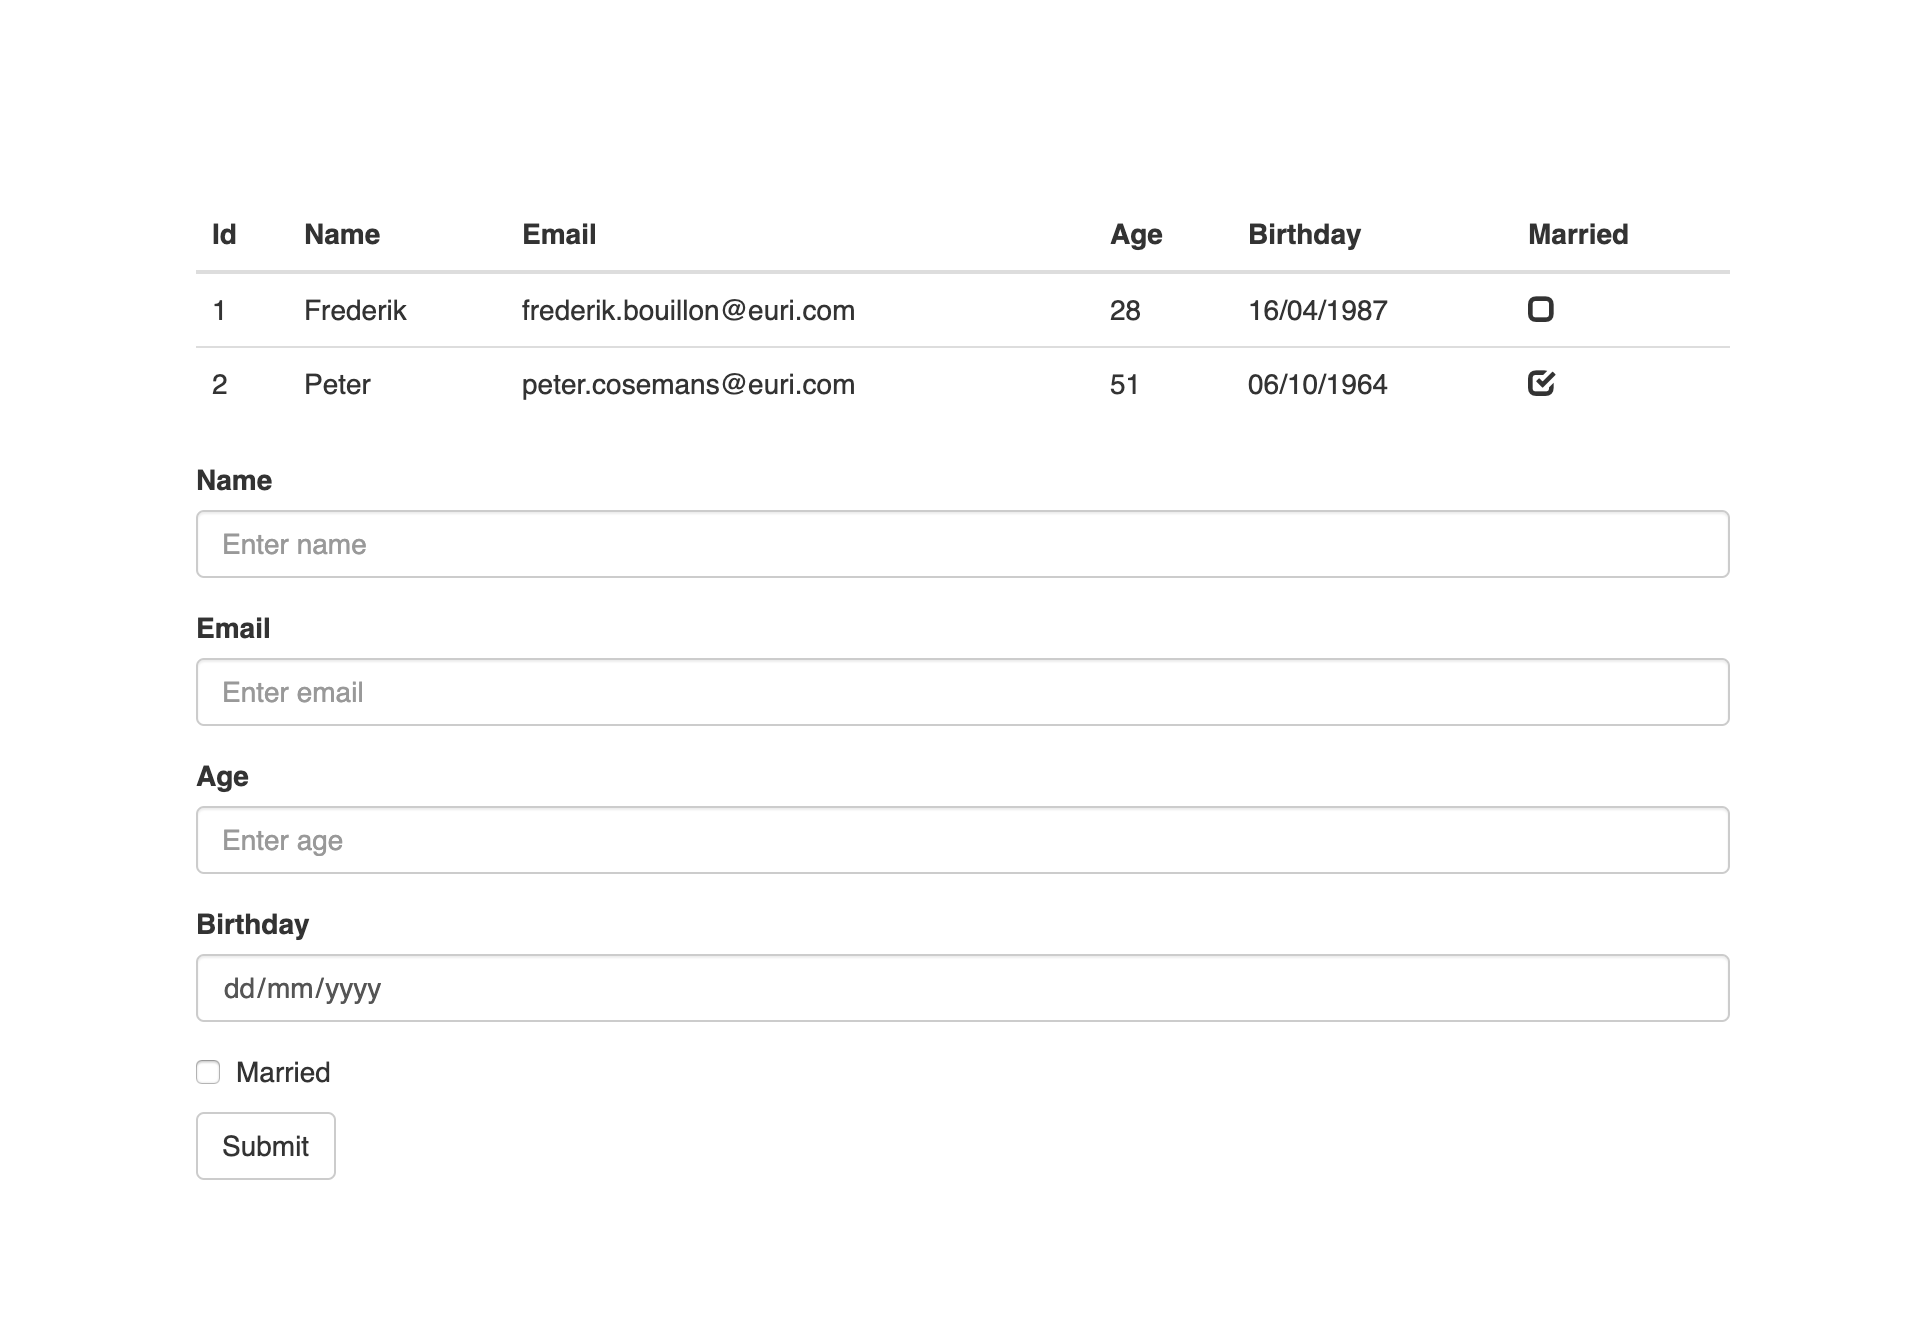 Id Name Email Age Birthday Married
1 Frederik frederik.bouillon@euri.com 28 16/04/1987
2 Peter peter.cosemans@euri.com 51 06/10/1964
Name
Enter name
Email
Enter email
Age
Enter age
Birthday
dd/mm/yyyy
Married
Submit